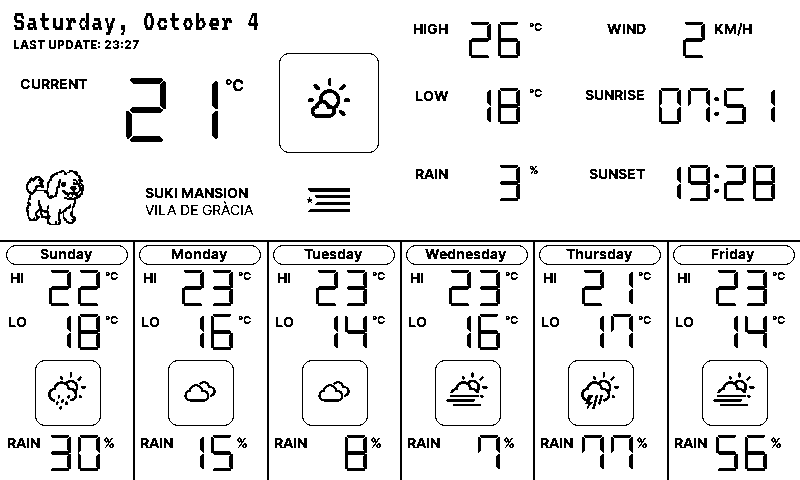 Saturday, October 4
LAST UPDATE: 23:27
CURRENT 21 °C
HIGH 26 °C
WIND 2 KM/H
LOW 18 °C
SUNRISE 07:51
RAIN 3 %
SUNSET 19:28
SUKI MANSION
VILA DE GRÀCIA
Sunday
HI 22 °C
LO 18 °C
RAIN 30 %
Monday
HI 23 °C
LO 16 °C
RAIN 15 %
Tuesday
HI 23 °C
LO 14 °C
RAIN 8 %
Wednesday
HI 23 °C
LO 16 °C
RAIN 7 %
Thursday
HI 21 °C
LO 17 °C
RAIN 77 %
Friday
HI 23 °C
LO 14 °C
RAIN 56 %